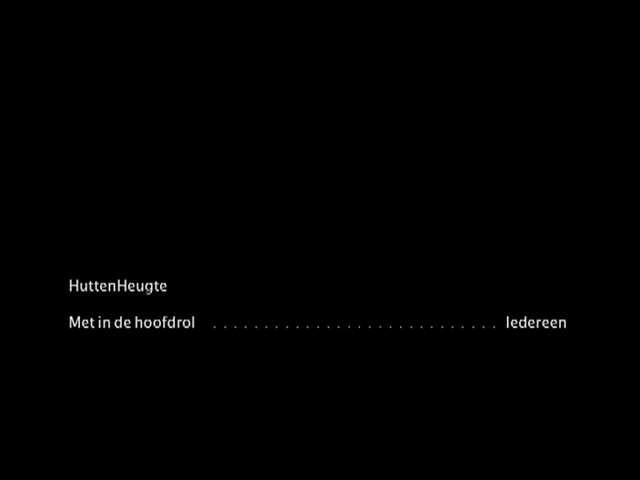 HuttenHeugte
Met in de hoofdrol . . . . . . . . . . . . . . . . . . . . . . . . . . . . Iedereen